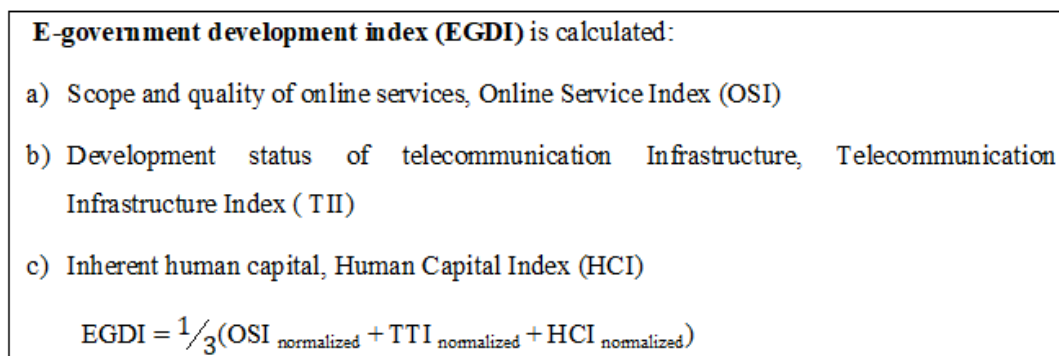 E-government development index (EGDI) is calculated:
a) Scope and quality of online services, Online Service Index (OSI)
b) Development status of telecommunication Infrastructure, Telecommunication
Infrastructure Index ( TII)
c) Inherent human capital, Human Capital Index (HCI)
EGDI = 1/3(OSI normalized + TTI normalized + HCI normalized)